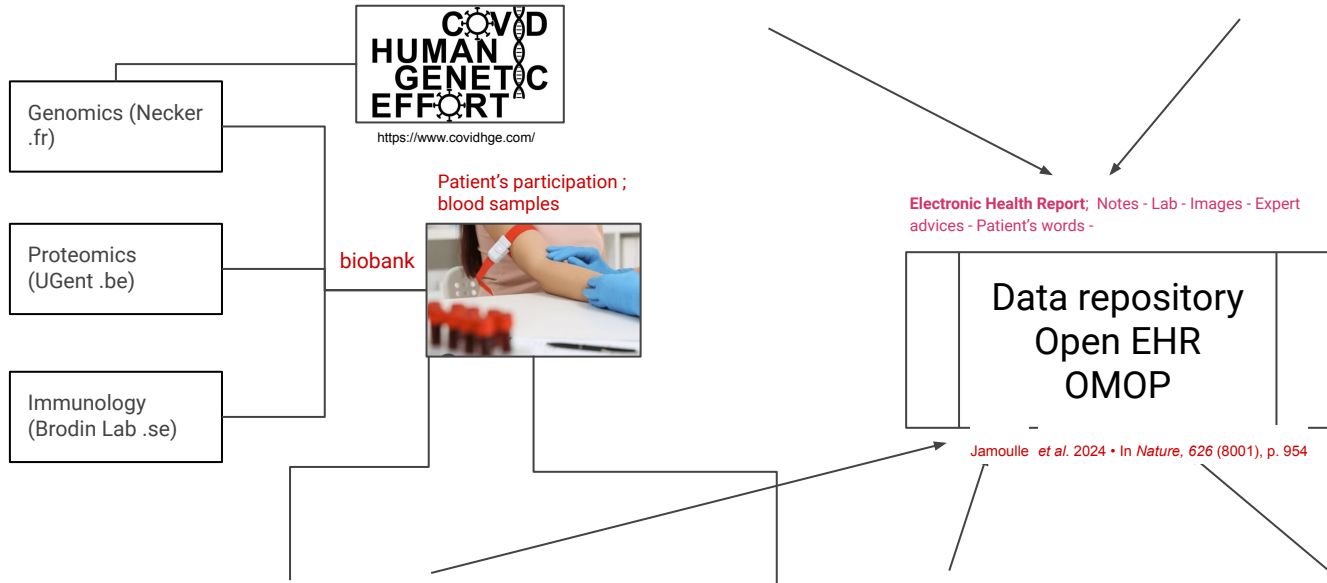 COVID
HUMAN
GENETIC
EFFORT
https://www.covidhge.com/
Genomics (Necker
.fr)
Patient's participation ;
blood samples
Proteomics
(UGent .be)
biobank
Immunology
(Brodin Lab .se)
Electronic Health Report; Notes - Lab - Images - Expert
advices - Patient's words -
Data repository
Open EHR
OMOP
Jamoulle et al. 2024 • In Nature, 626 (8001), p. 954